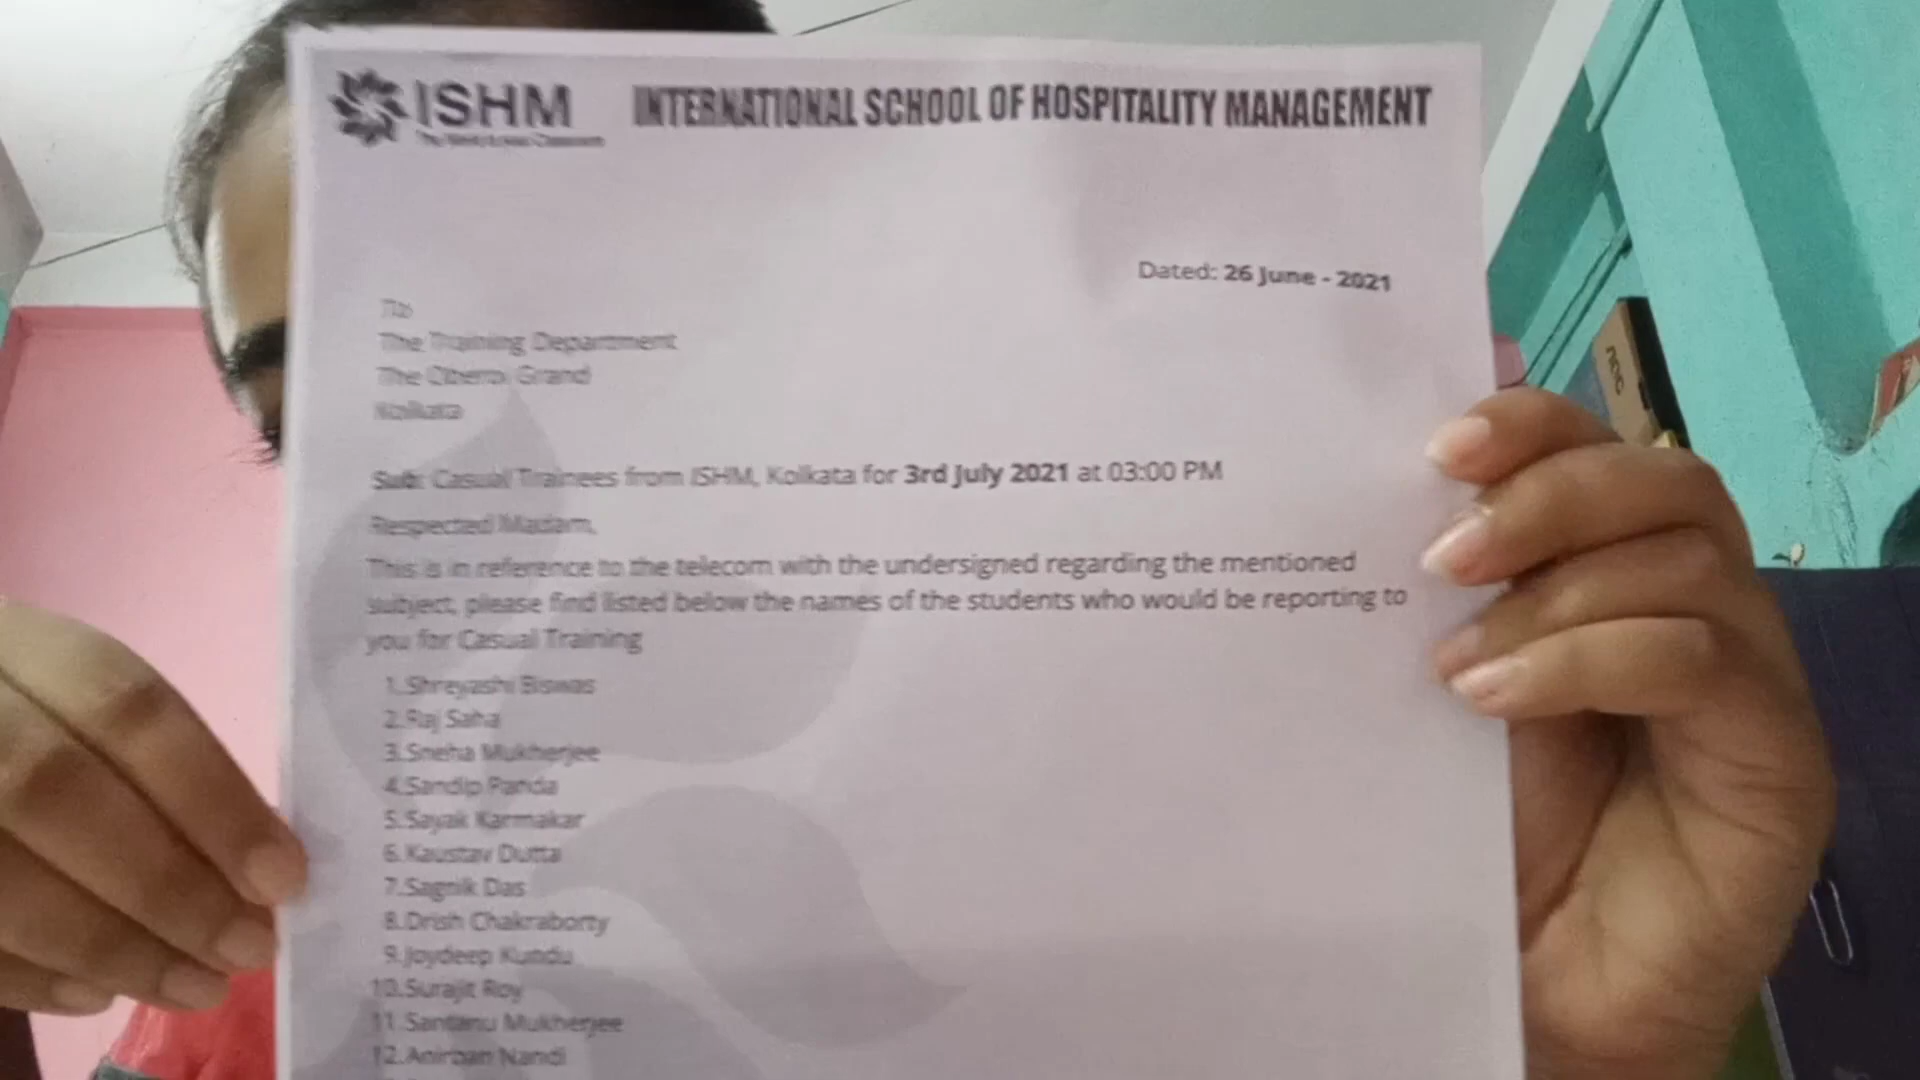 ISHM INTERNATIONAL SCHOOL OF HOSPITALITY MANAGEMENT
Dated: 26 June - 2021
To
The Training Department
The Oberoi Grand
Kolkata
Sub: Casual Trainees from ISHM, Kolkata for 3rd July 2021 at 03:00 PM
Respected Madam,
This is in reference to the telecom with the undersigned regarding the mentioned
subject, please find listed below the names of the students who would be reporting to
you for Casual Training
1.Shreyashi Biswas
2.Raj Saha
3.Sneha Mukherjee
4.Sandip Panda
5.Sayak Karmakar
6.Kaustav Dutta
7.Sagnik Das
8.Drish Chakraborty
9.Joydeep Kundu
10.Surajit Roy
11.Santanu Mukherjee
12.Anirban Nandi